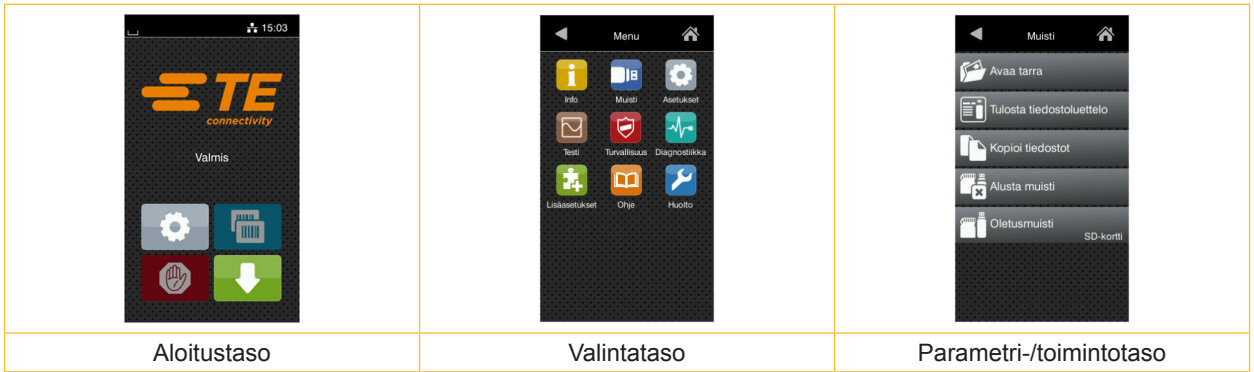 15:03
TE
connectivity
Valmis
Aloitustaso
Menu
Info Muisti Asetukset
Testi Turvallisuus Diagnostiikka
Lisäasetukset Ohje Huolto
Valintataso
Muisti
Avaa tarra
Tulosta tiedostoluettelo
Kopioi tiedostot
Alusta muisti
Oletusmuisti
SD-kortti
Parametri-/toimintotaso